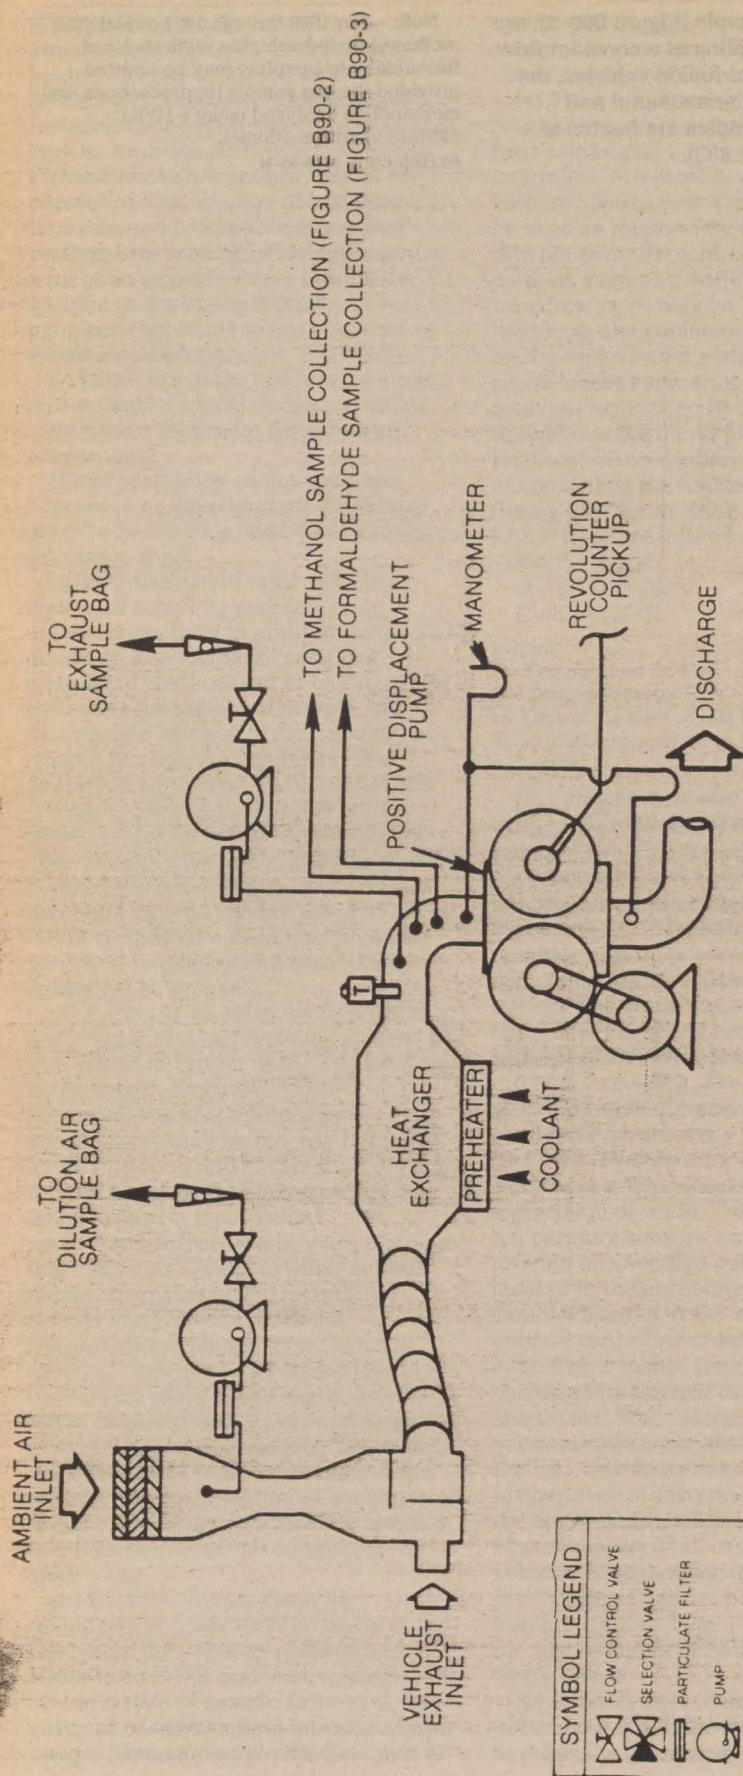 AMBIENT AIR
INLET
TO
DILUTION AIR
SAMPLE BAG
TO
EXHAUST
SAMPLE BAG
TO METHANOL SAMPLE COLLECTION (FIGURE B90-2)
TO FORMALDEHYDE SAMPLE COLLECTION (FIGURE B90-3)
VEHICLE
EXHAUST
INLET
HEAT
EXCHANGER
PREHEATER
COOLANT
T
POSITIVE DISPLACEMENT
PUMP
MANOMETER
REVOLUTION
COUNTER
PICKUP
DISCHARGE
SYMBOL LEGEND
FLOW CONTROL VALVE
SELECTION VALVE
PARTICULATE FILTER
PUMP